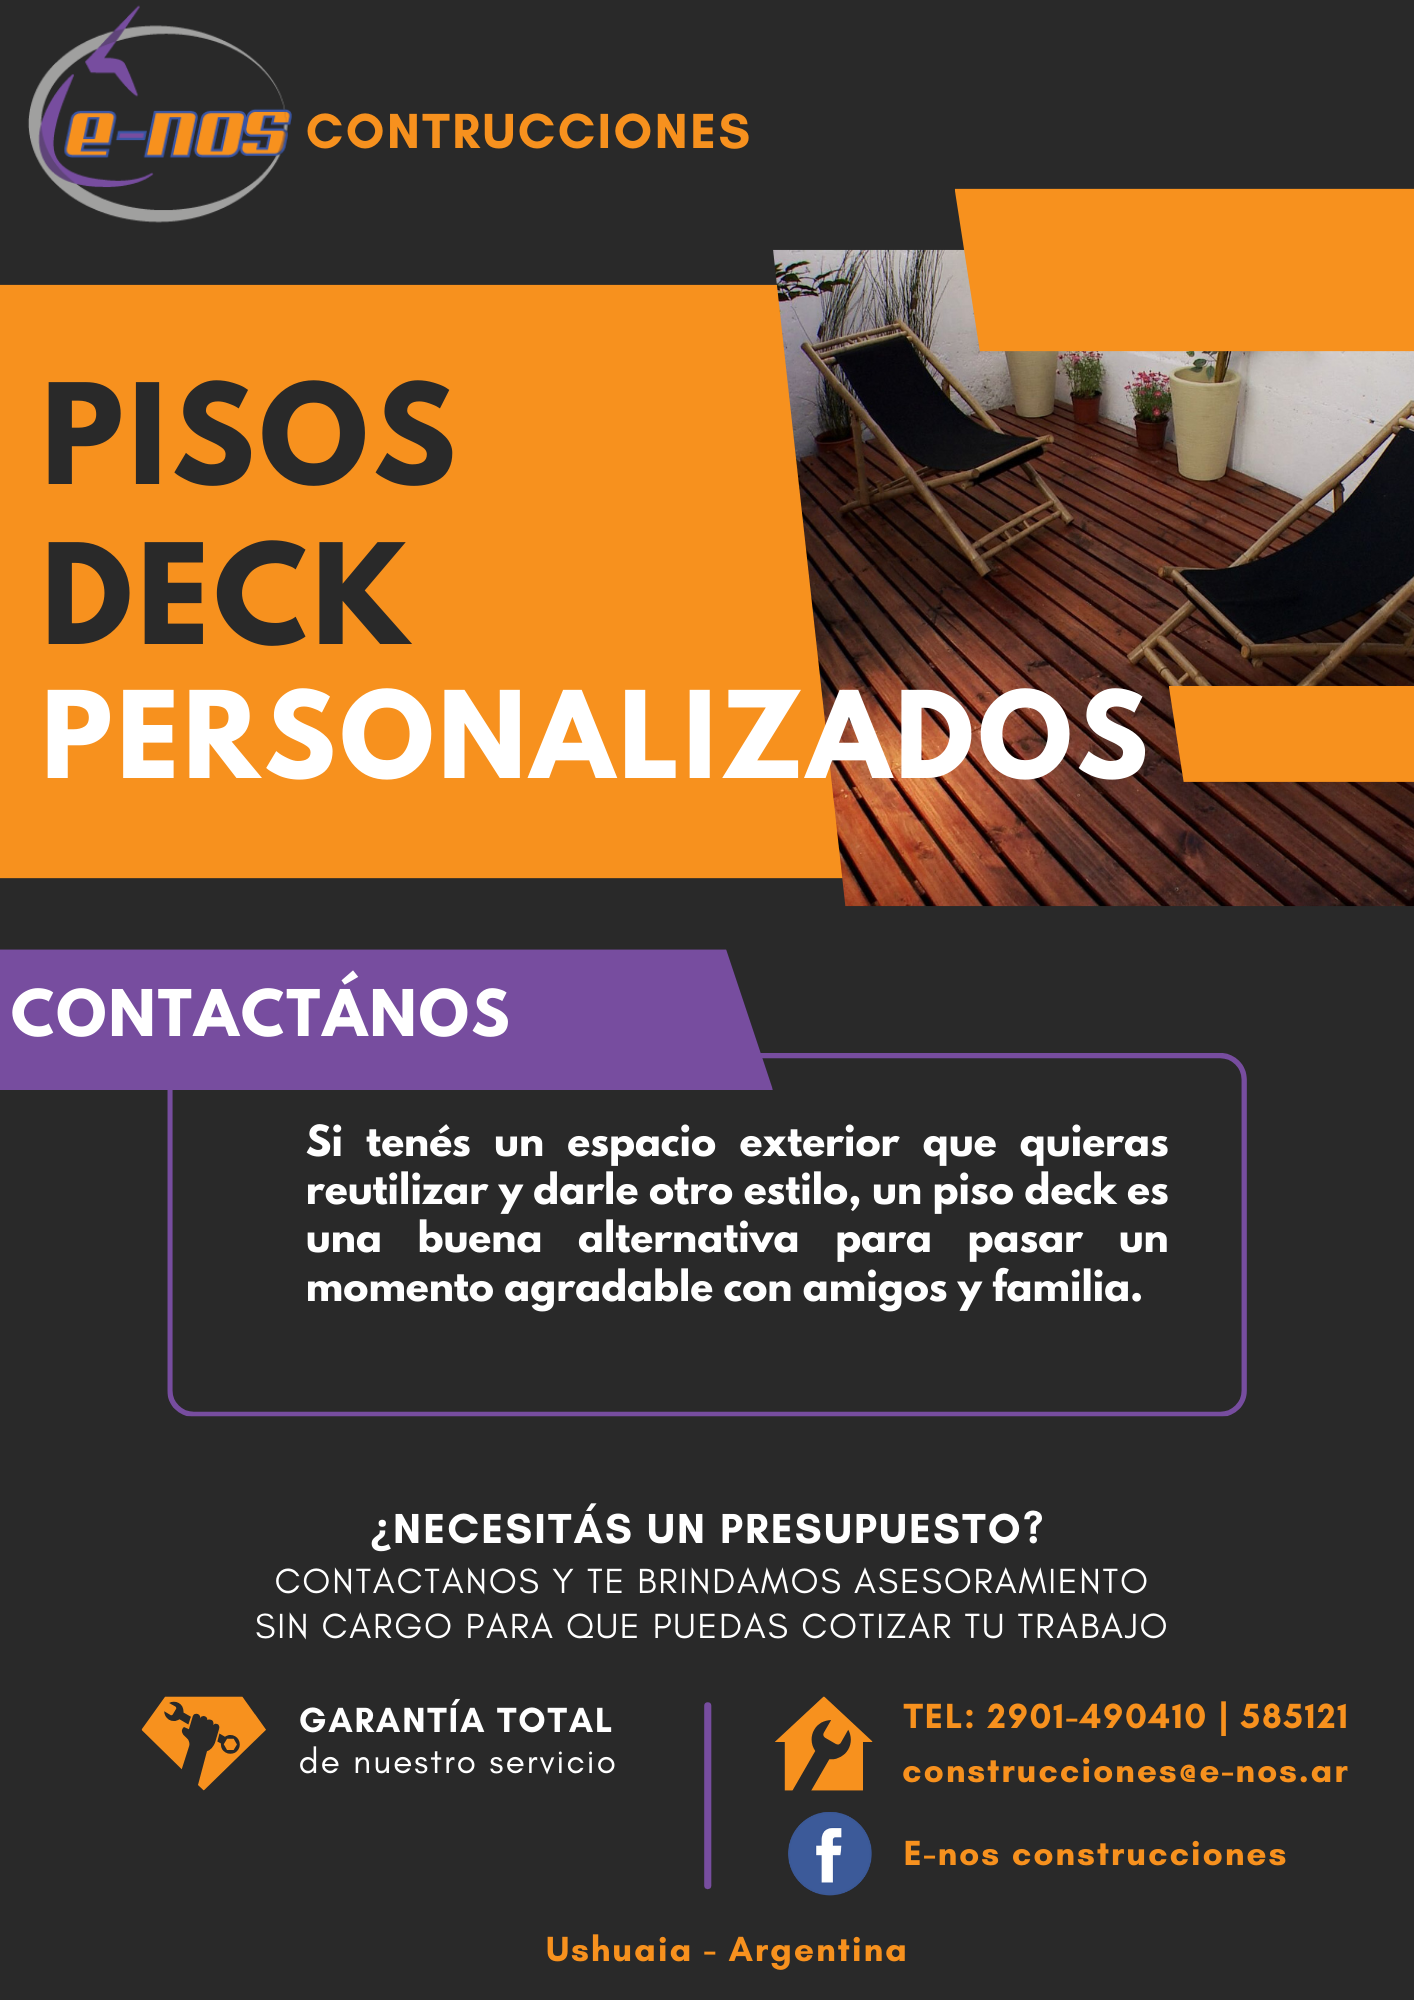 e-nos CONTRUCCIONES
PISOS
DECK
PERSONALIZADOS
CONTACTÁNOS
Si tenés un espacio exterior que quieras
reutilizar y darle otro estilo, un piso deck es
una buena alternativa para pasar un
momento agradable con amigos y familia.
¿NECESITÁS UN PRESUPUESTO?
CONTACTANOS Y TE BRINDAMOS ASESORAMIENTO
SIN CARGO PARA QUE PUEDAS COTIZAR TU TRABAJO
GARANTÍA TOTAL
de nuestro servicio
TEL: 2901-490410 | 585121
construcciones@e-nos.ar
E-nos construcciones
Ushuaia - Argentina